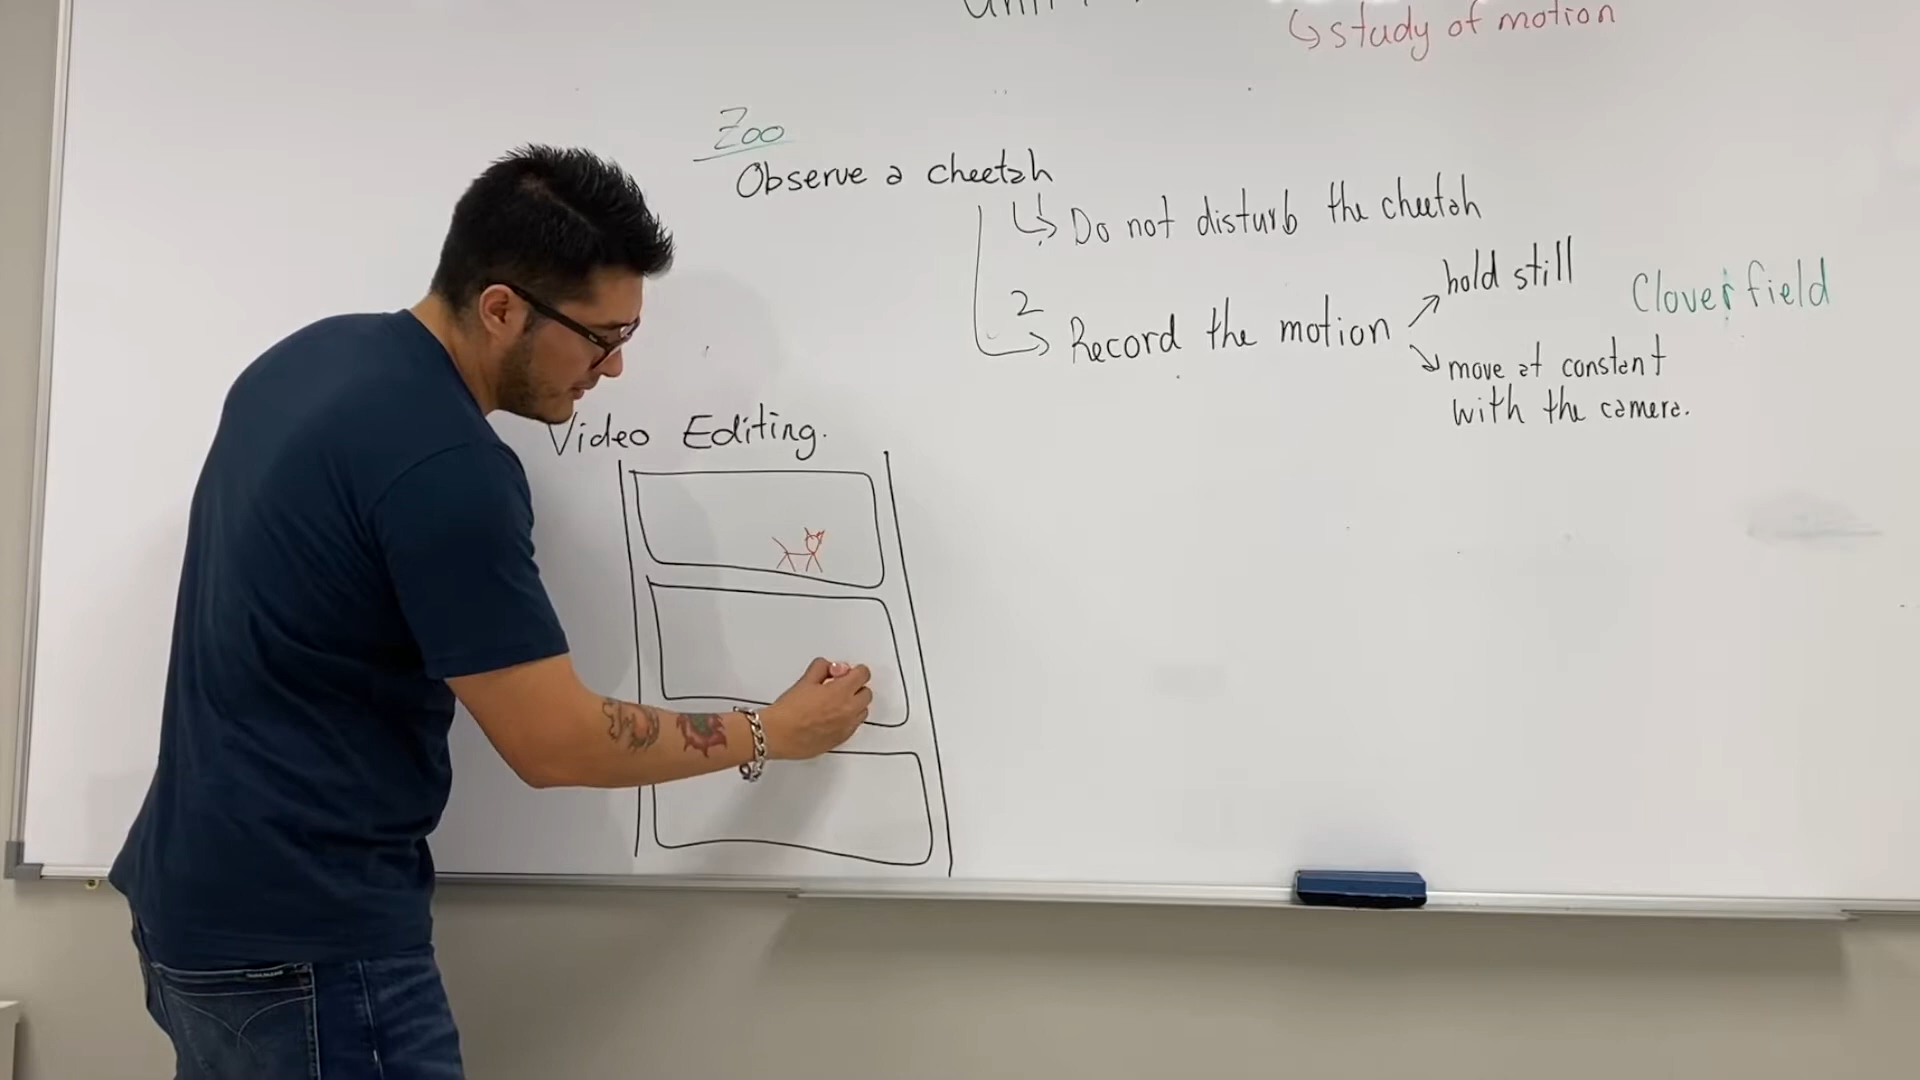 ↳ study of motion
Zoo
Observe a cheetah
1 ↳ Do not disturb the cheetah
2 → Record the motion
↗ hold still
↘ move at constant
with the camera.
Cloverfield
Video Editing.